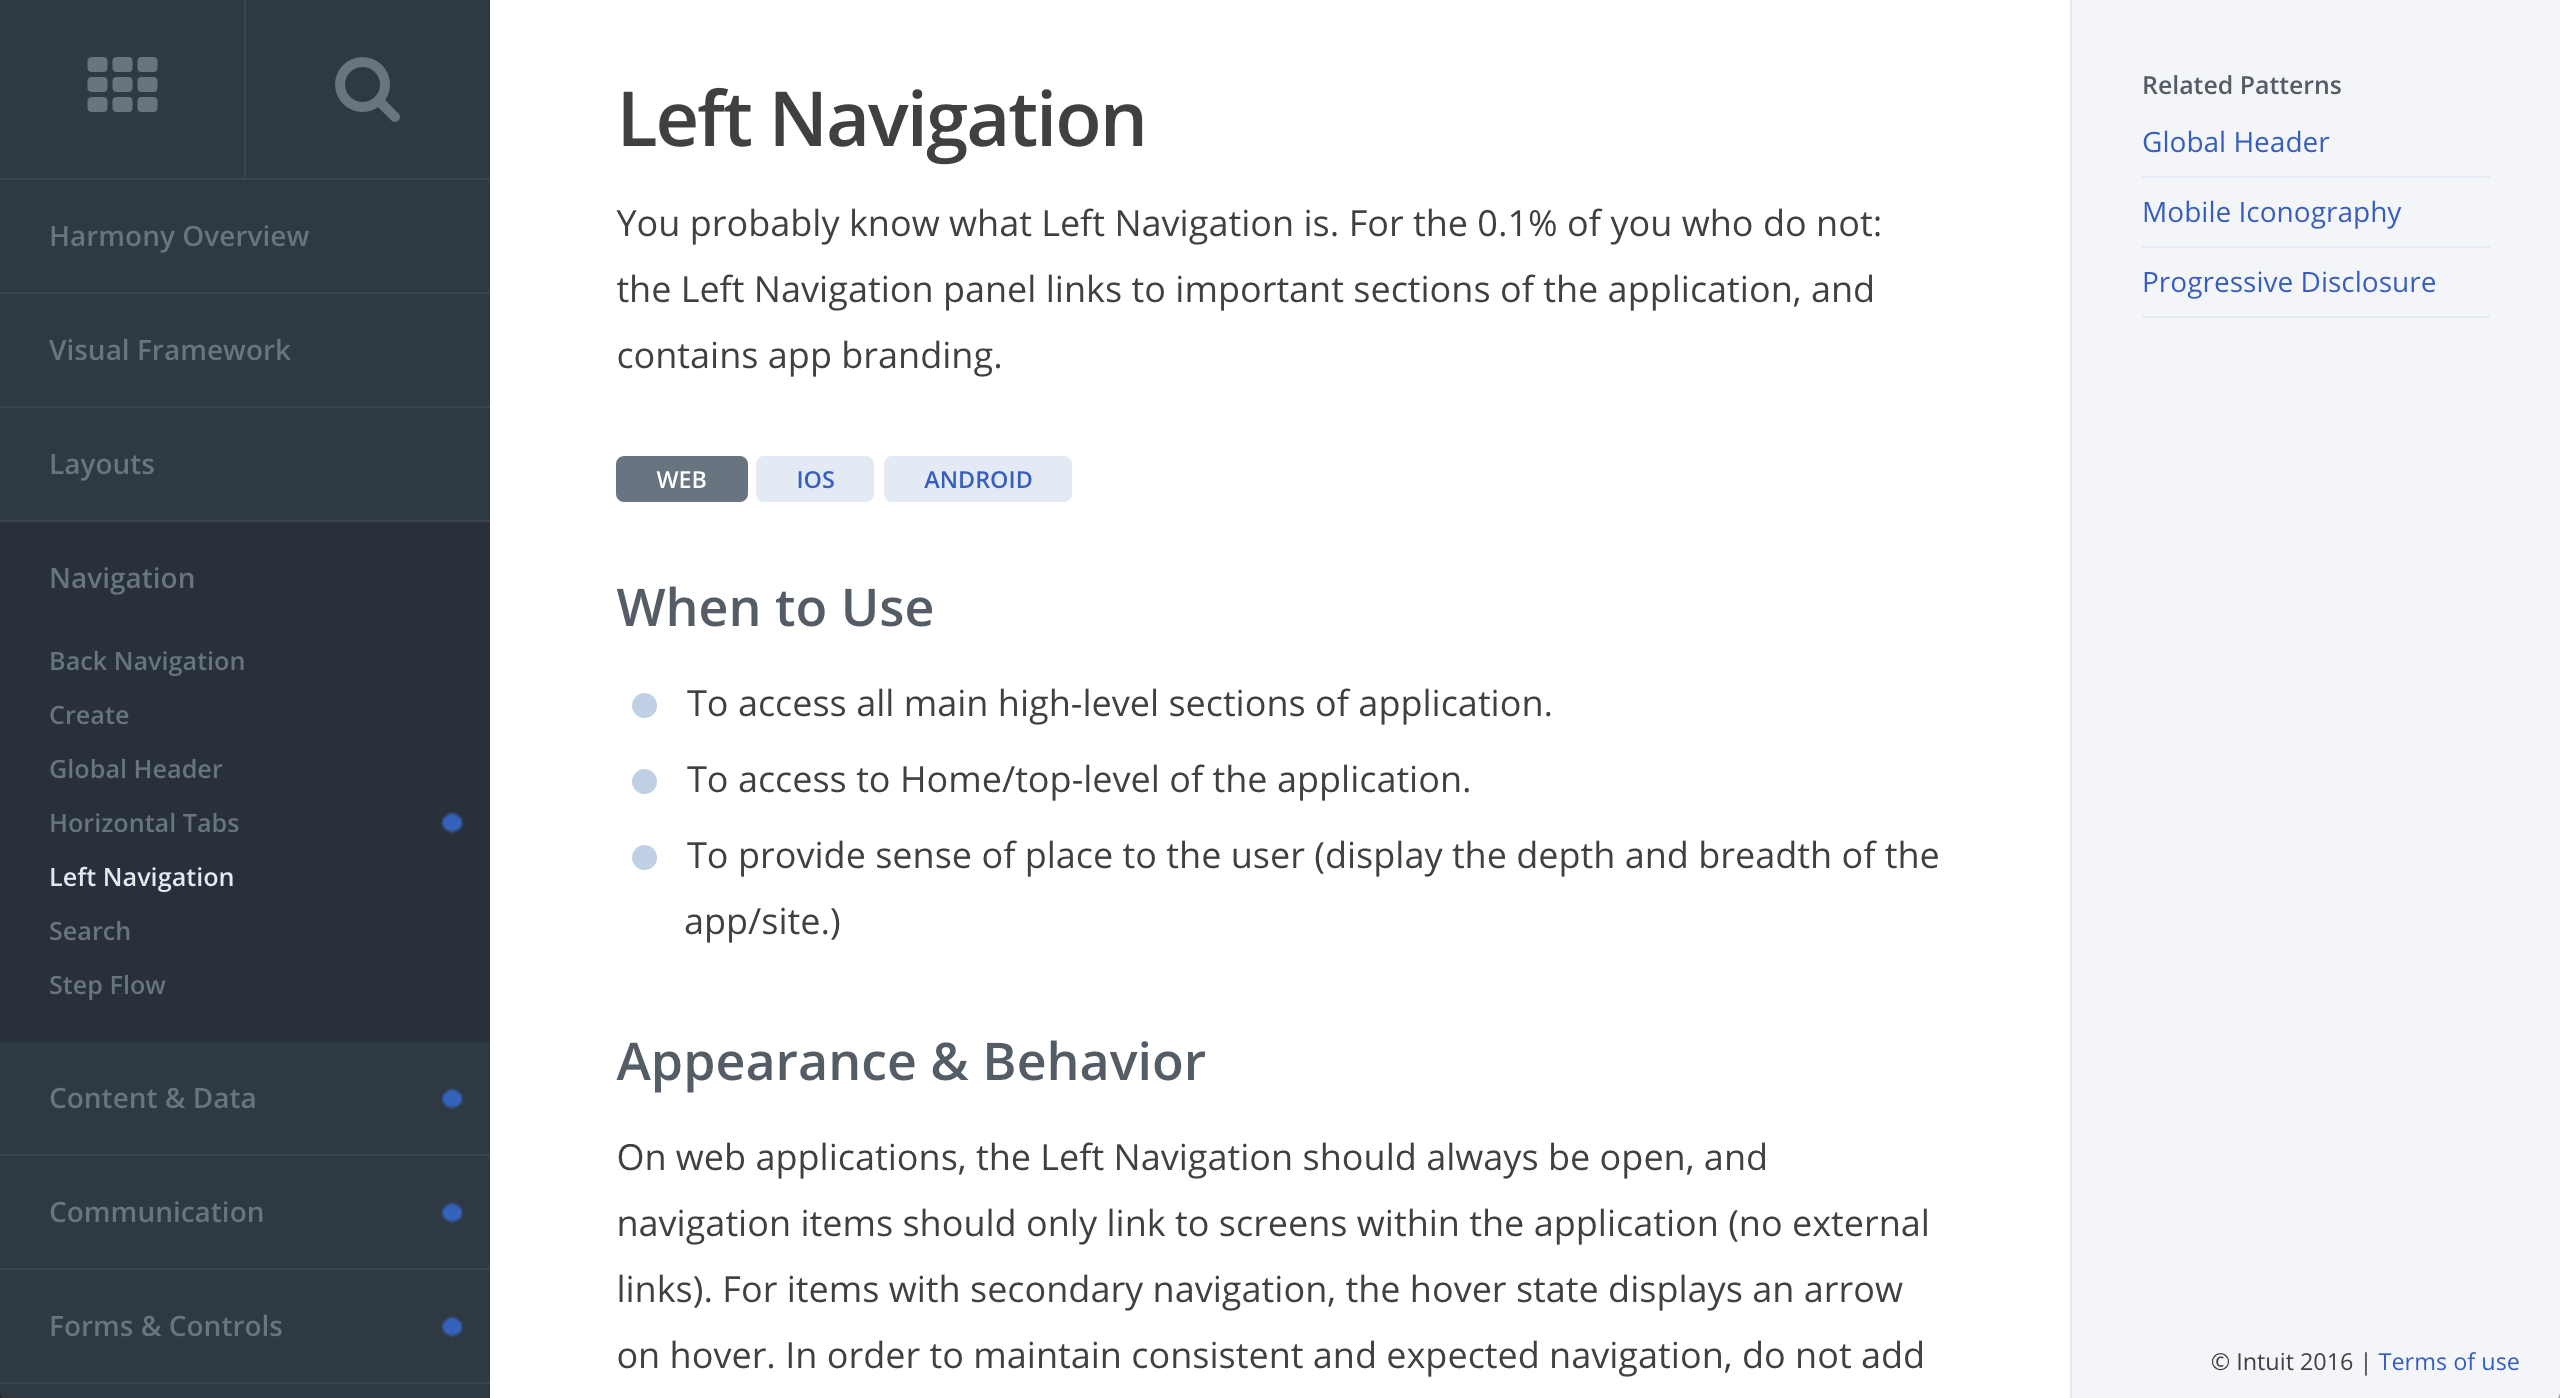 Harmony Overview
Visual Framework
Layouts
Navigation
Back Navigation
Create
Global Header
Horizontal Tabs
Left Navigation
Search
Step Flow
Content & Data
Communication
Forms & Controls
Left Navigation
You probably know what Left Navigation is. For the 0.1% of you who do not:
the Left Navigation panel links to important sections of the application, and
contains app branding.
WEB IOS ANDROID
When to Use
To access all main high-level sections of application.
To access to Home/top-level of the application.
To provide sense of place to the user (display the depth and breadth of the
app/site.)
Appearance & Behavior
On web applications, the Left Navigation should always be open, and
navigation items should only link to screens within the application (no external
links). For items with secondary navigation, the hover state displays an arrow
on hover. In order to maintain consistent and expected navigation, do not add
Related Patterns
Global Header
Mobile Iconography
Progressive Disclosure
© Intuit 2016 | Terms of use